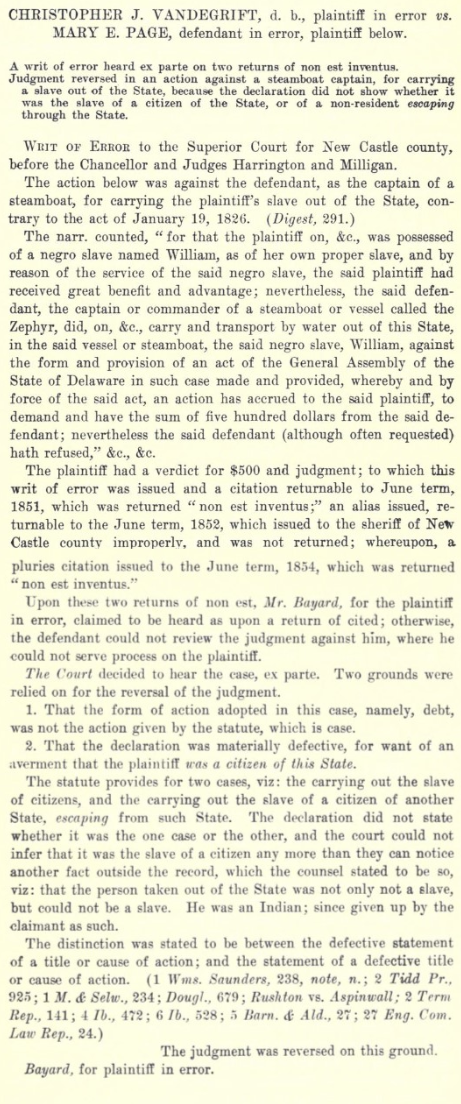 CHRISTOPHER J. VANDEGRIFT, d. b., plaintiff in error vs.
MARY E. PAGE, defendant in error, plaintiff below.
A writ of error heard ex parte on two returns of non est inventus.
Judgment reversed in an action against a steamboat captain, for carrying
a slave out of the State, because the declaration did not show whether it
was the slave of a citizen of the State, or of a non-resident escaping
through the State.
WRIT OF ERROR to the Superior Court for New Castle county,
before the Chancellor and Judges Harrington and Milligan.
The action below was against the defendant, as the captain of a
steamboat, for carrying the plaintiff's slave out of the State, con-
trary to the act of January 19, 1826. (Digest, 291.)
The narr. counted, "for that the plaintiff on, &c., was possessed
of a negro slave named William, as of her own proper slave, and by
reason of the service of the said negro slave, the said plaintiff had
received great benefit and advantage; nevertheless, the said defen-
dant, the captain or commander of a steamboat or vessel called the
Zephyr, did, on, &c., carry and transport by water out of this State,
in the said vessel or steamboat, the said negro slave, William, against
the form and provision of an act of the General Assembly of the
State of Delaware in such case made and provided, whereby and by
force of the said act, an action has accrued to the said plaintiff, to
demand and have the sum of five hundred dollars from the said de-
fendant; nevertheless the said defendant (although often requested)
hath refused," &c., &c.
The plaintiff had a verdict for $500 and judgment; to which this
writ of error was issued and a citation returnable to June term,
1851, which was returned "non est inventus;" an alias issued, re-
turnable to the June term, 1852, which issued to the sheriff of New
Castle county improperly, and was not returned; whereupon, a
pluries citation issued to the June term, 1854, which was returned
"non est inventus."
Upon these two returns of non est, Mr. Bayard, for the plaintiff
in error, claimed to be heard as upon a return of cited; otherwise,
the defendant could not review the judgment against him, where he
could not serve process on the plaintiff.
The Court decided to hear the case, ex parte. Two grounds were
relied on for the reversal of the judgment.
1. That the form of action adopted in this case, namely, debt,
was not the action given by the statute, which is case.
2. That the declaration was materially defective, for want of an
averment that the plaintiff was a citizen of this State.
The statute provides for two cases, viz: the carrying out the slave
of citizens, and the carrying out the slave of a citizen of another
State, escaping from such State. The declaration did not state
whether it was the one case or the other, and the court could not
infer that it was the slave of a citizen any more than they can notice
another fact outside the record, which the counsel stated to be so,
viz: that the person taken out of the State was not only not a slave,
but could not be a slave. He was an Indian; since given up by the
claimant as such.
The distinction was stated to be between the defective statement
of a title or cause of action; and the statement of a defective title
or cause of action. (1 Wms. Saunders, 238, note, n.; 2 Tidd Pr.,
925; 1 M. & Selw., 234; Dougl., 679; Rushton vs. Aspinwall; 2 Term
Rep., 141; 4 Ib., 472; 6 Ib., 528; 5 Barn. & Ald., 27; 27 Eng. Com.
Law Rep., 24.)
The judgment was reversed on this ground.
Bayard, for plaintiff in error.